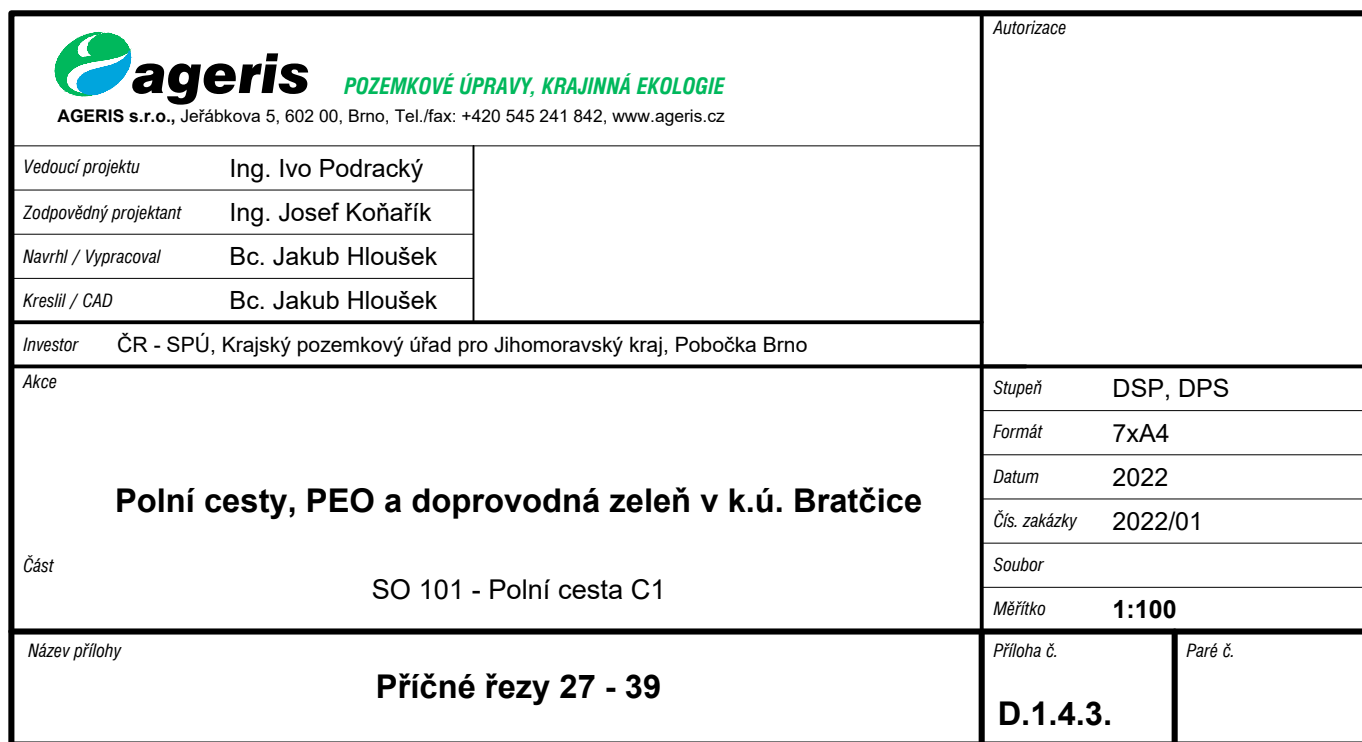 ageris POZEMKOVÉ ÚPRAVY, KRAJINNÁ EKOLOGIE
AGERIS s.r.o., Jeřábkova 5, 602 00, Brno, Tel./fax: +420 545 241 842, www.ageris.cz
Autorizace
Vedoucí projektu Ing. Ivo Podracký
Zodpovědný projektant Ing. Josef Koňařík
Navrhl / Vypracoval Bc. Jakub Hloušek
Kreslil / CAD Bc. Jakub Hloušek
Investor ČR - SPÚ, Krajský pozemkový úřad pro Jihomoravský kraj, Pobočka Brno
Akce
Polní cesty, PEO a doprovodná zeleň v k.ú. Bratčice
Část
SO 101 - Polní cesta C1
Stupeň DSP, DPS
Formát 7xA4
Datum 2022
Čís. zakázky 2022/01
Soubor
Měřítko 1:100
Název přílohy
Příčné řezy 27 - 39
Příloha č.
D.1.4.3.
Paré č.